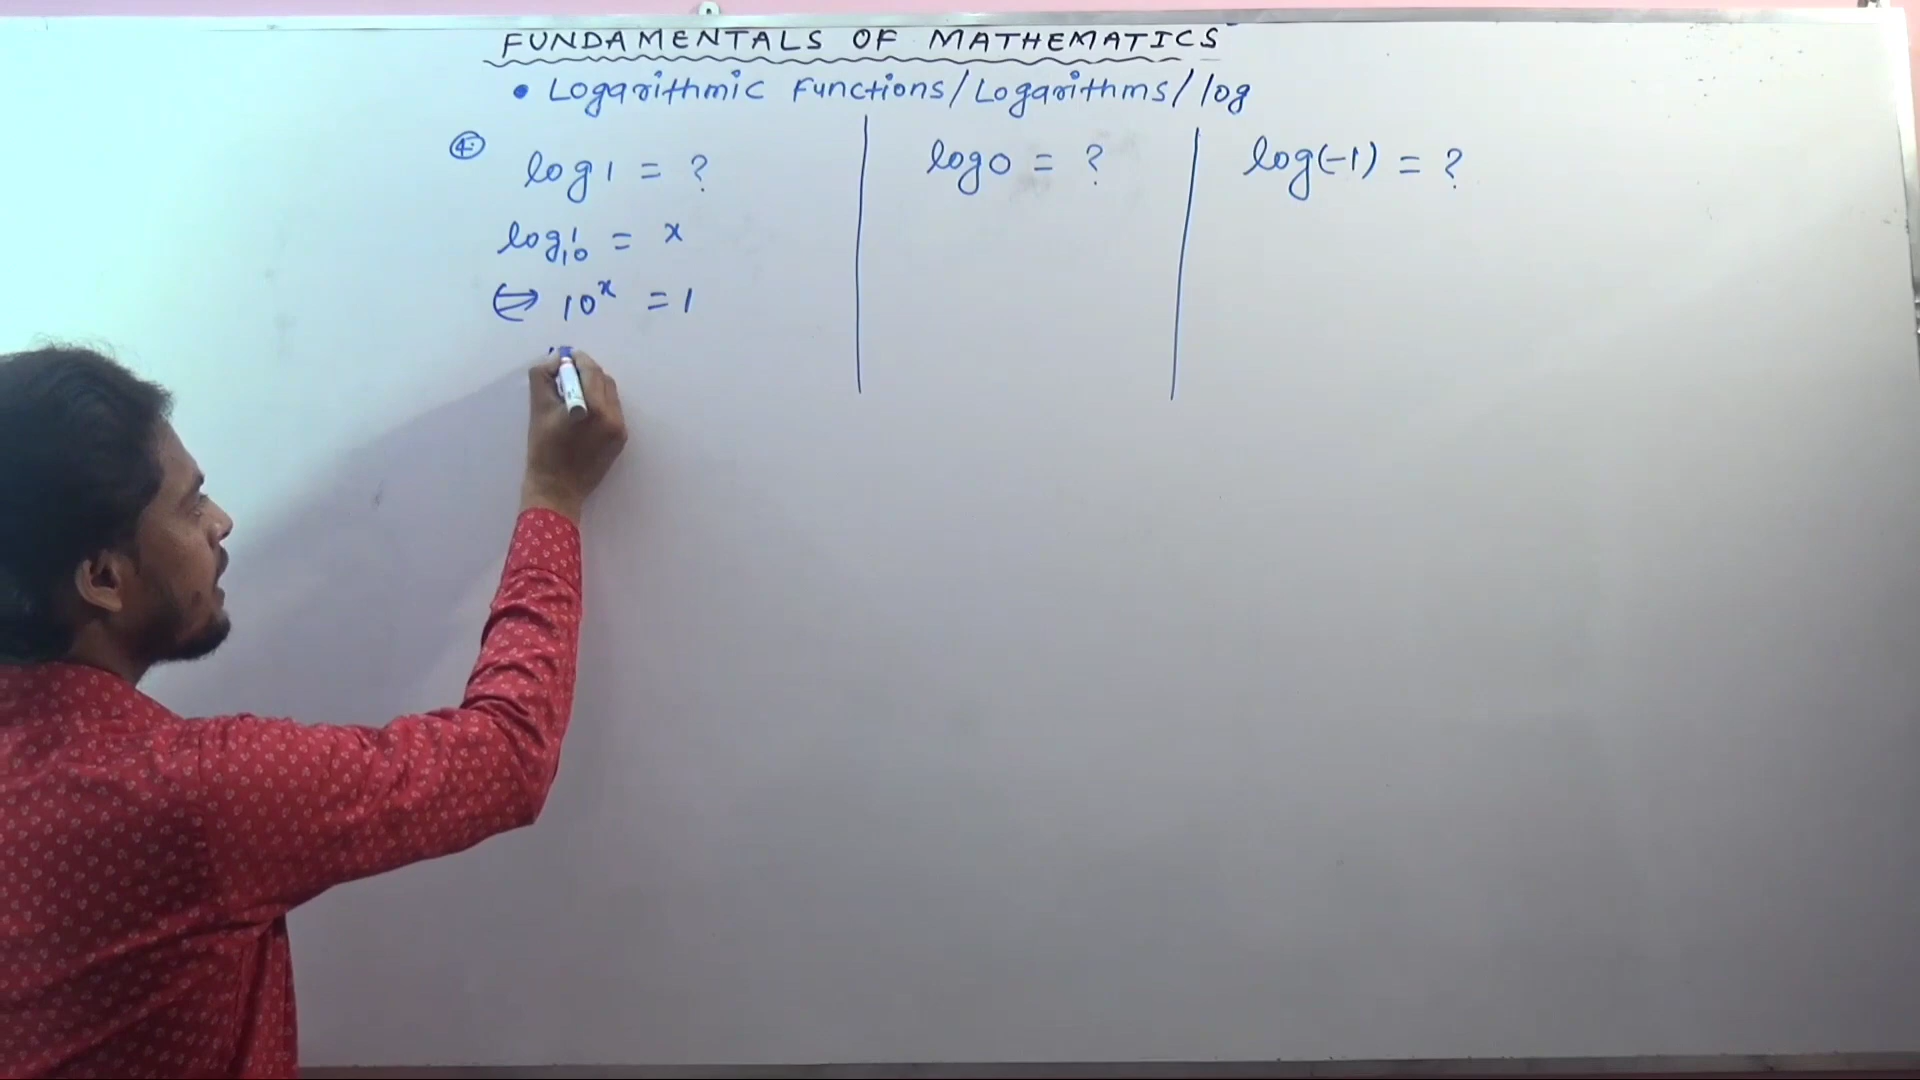 FUNDAMENTALS OF MATHEMATICS
• Logarithmic Functions/Logarithms/log
④ log 1 = ?
log 0 = ?
log(-1) = ?
log₁₀1 = x
⇔ 10ˣ = 1